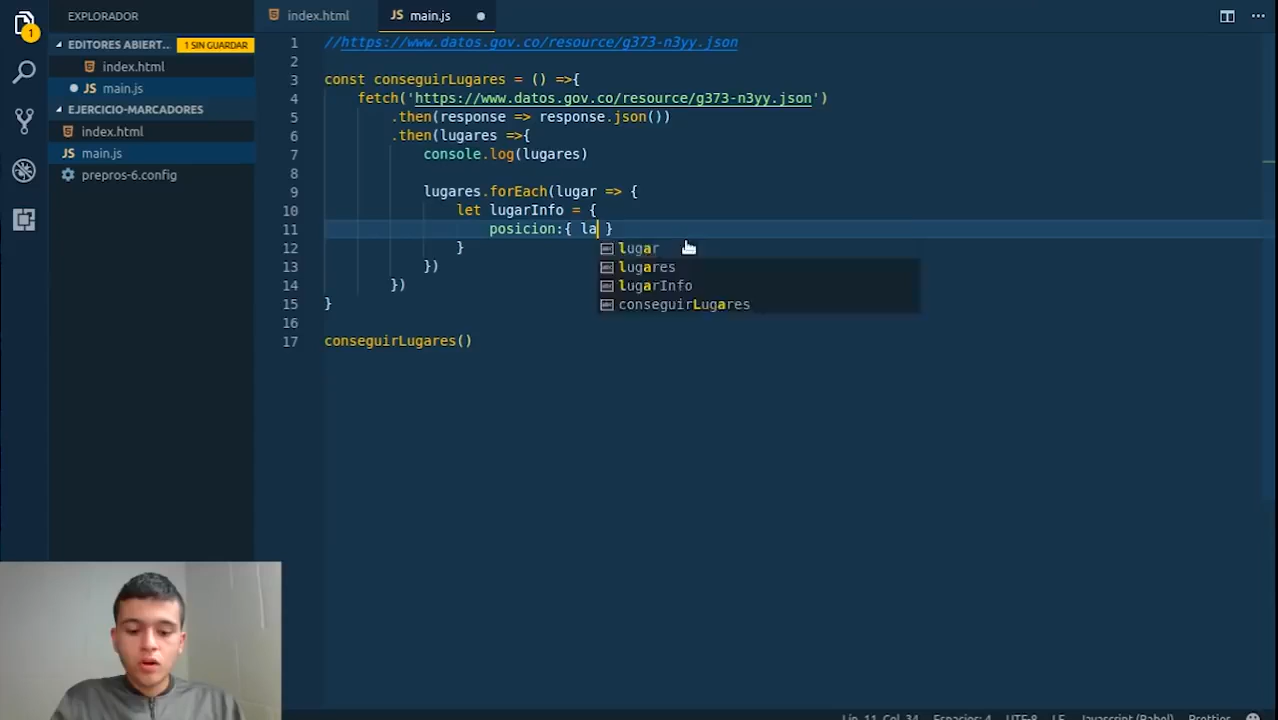 EXPLORADOR
index.html
JS main.js
1
EDITORES ABIERT... 1 SIN GUARDAR
index.html
main.js
EJERCICIO-MARCADORES
index.html
JS main.js
prepros-6.config
1 //https://www.datos.gov.co/resource/g373-n3yy.json
2
3 const conseguirLugares = () =>{
4 fetch('https://www.datos.gov.co/resource/g373-n3yy.json')
5 .then(response => response.json())
6 .then(lugares =>{
7 console.log(lugares)
8
9 lugares.forEach(lugar => {
10 let lugarInfo = {
11 posicion:{ la }
12 }
13 })
14 })
15 }
16
17 conseguirLugares()
lugar
lugares
lugarInfo
conseguirLugares
Lín. 11, Col. 34 Espacios: 4 UTF-8 LF Javascript (Babel) Prettier